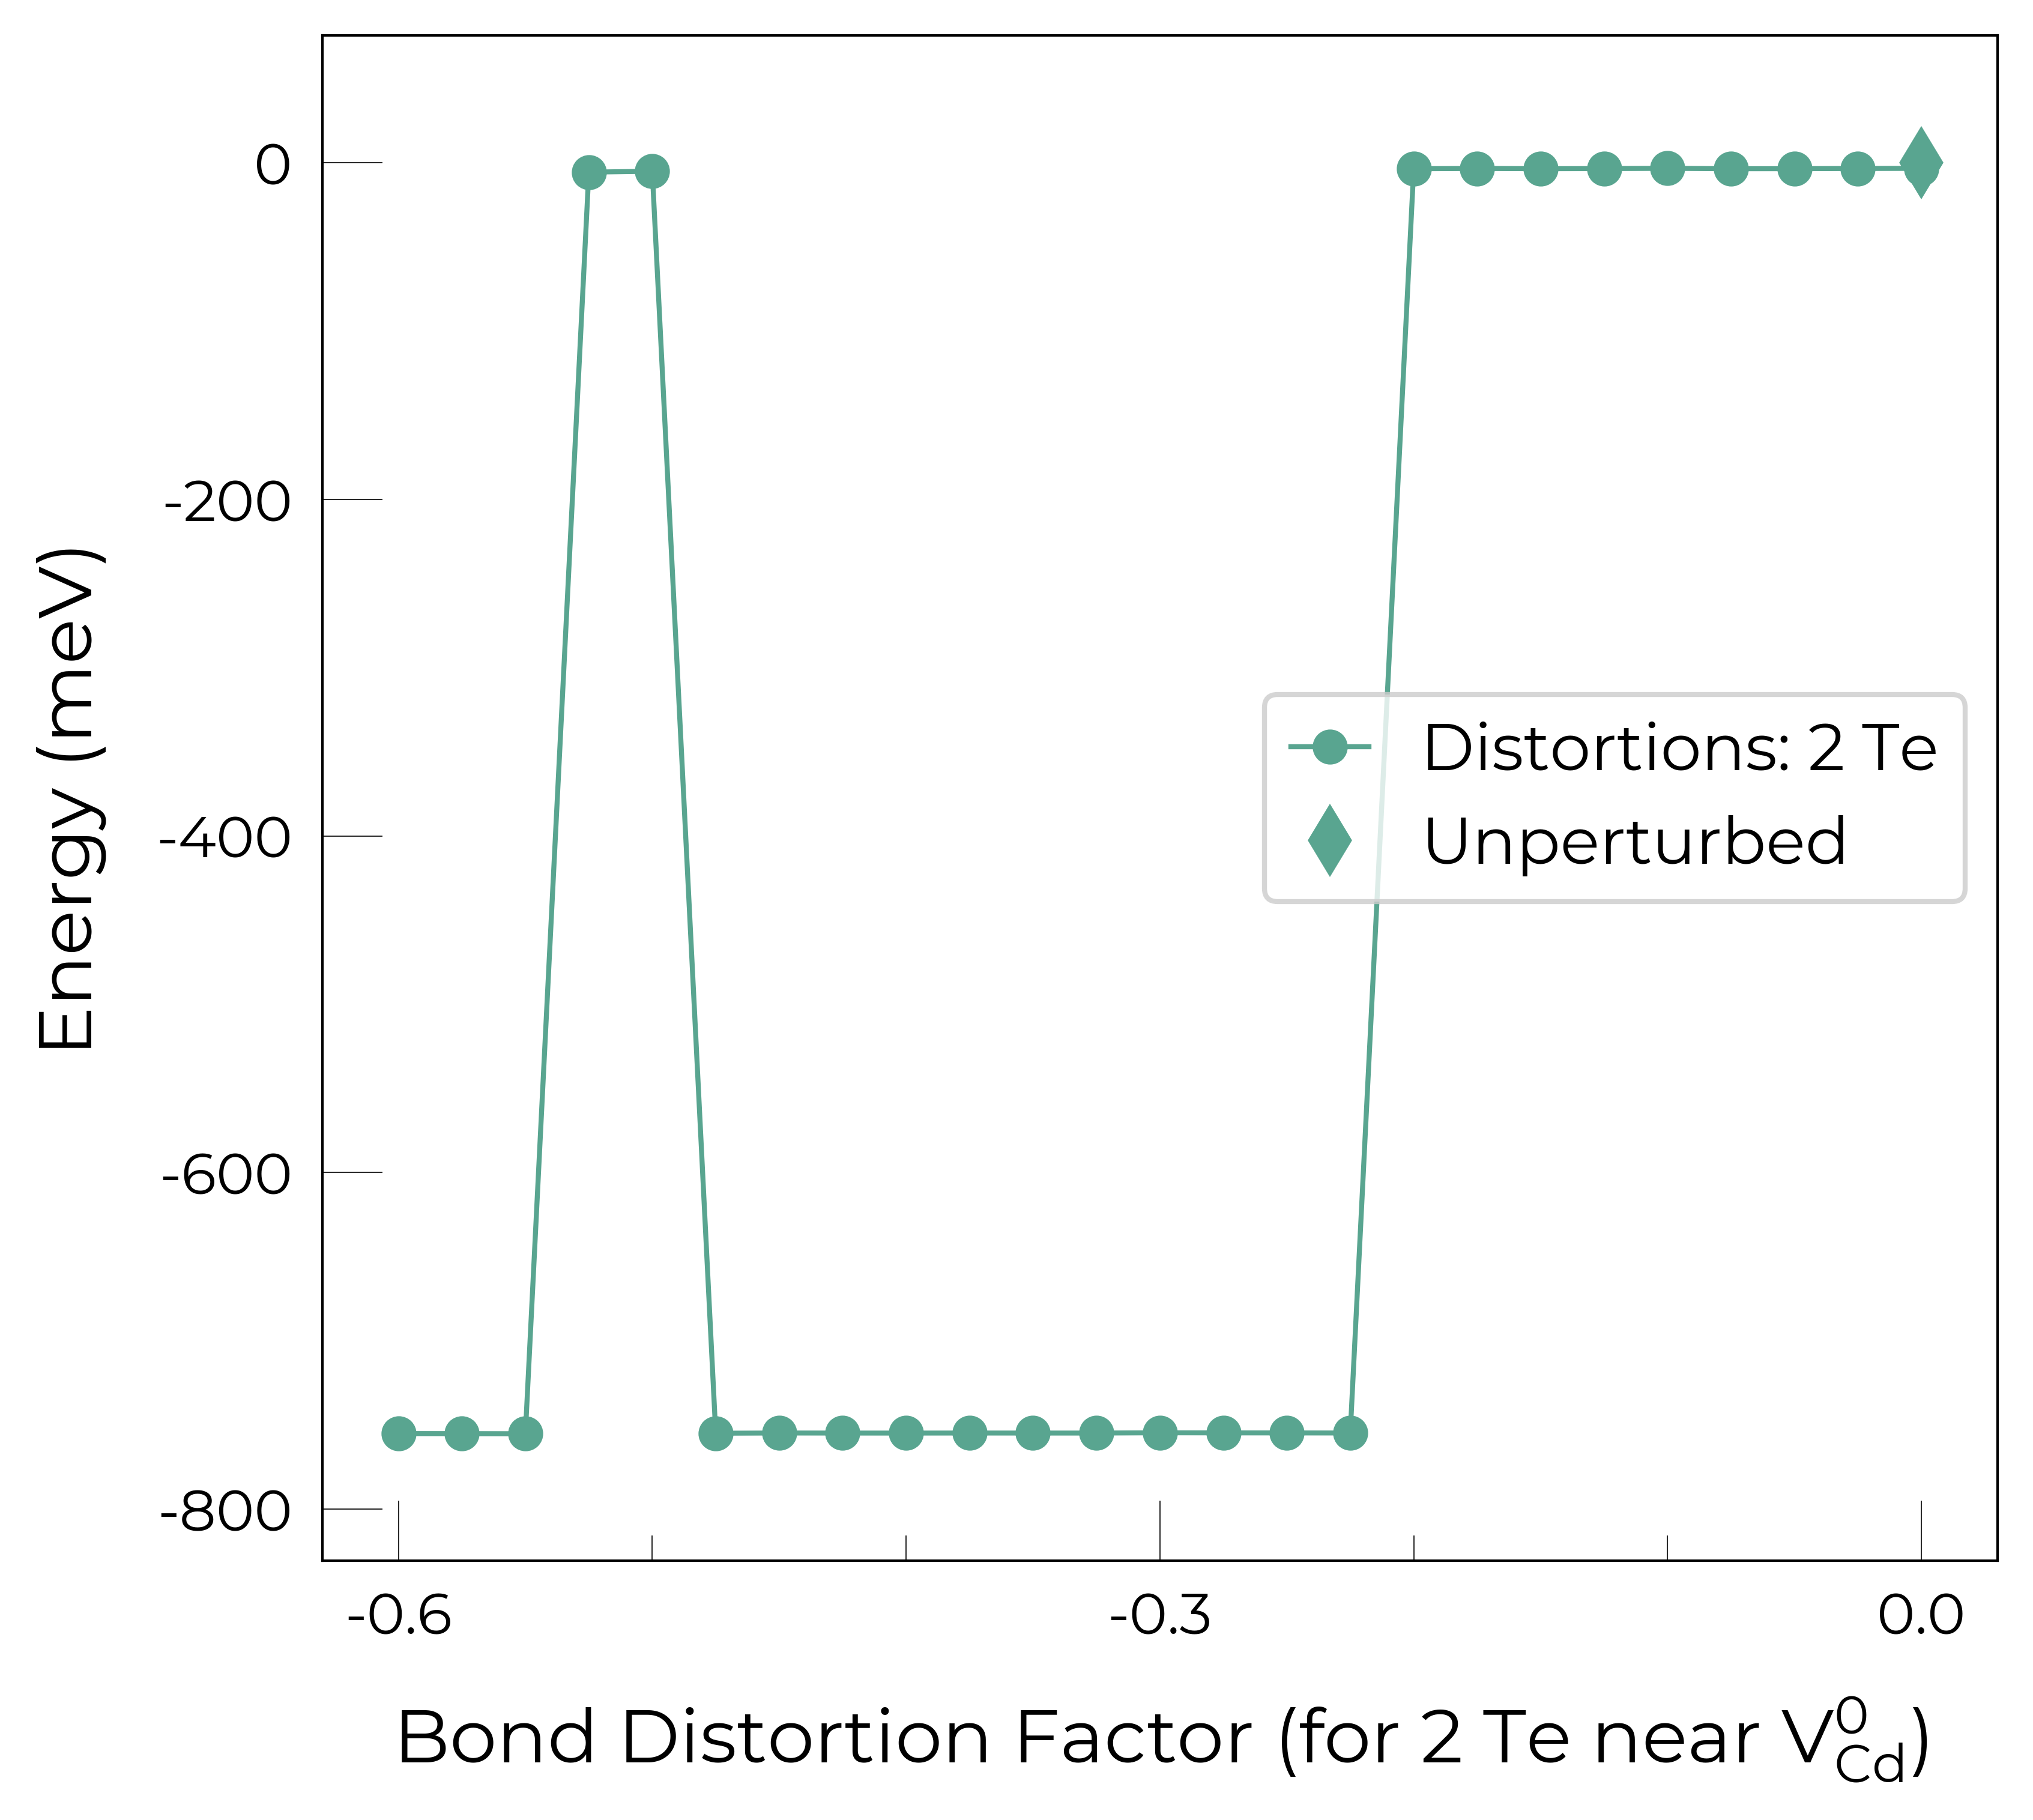 0
-200
-400
-600
-800
Energy (meV)
Distortions: 2 Te
Unperturbed
-0.6
-0.3
0.0
Bond Distortion Factor (for 2 Te near V⁰Cd)